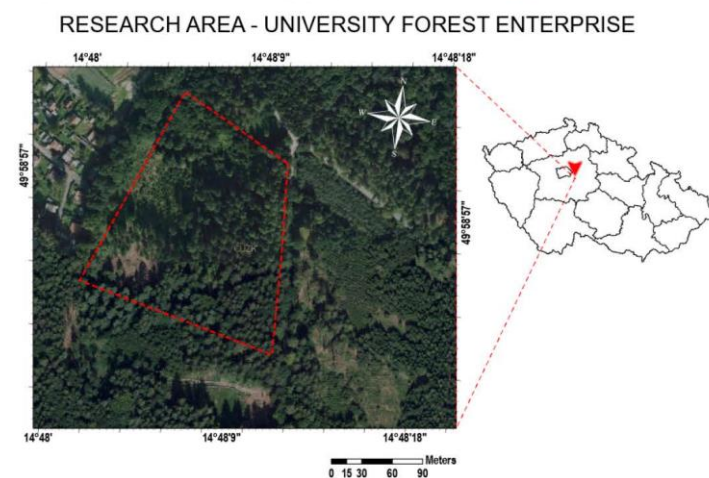 RESEARCH AREA - UNIVERSITY FOREST ENTERPRISE
14°48' 14°48'9" 14°48'18"
49°58'57"
W E
S
49°58'57"
14°48' 14°48'9" 14°48'18"
0 15 30 60 90 Meters